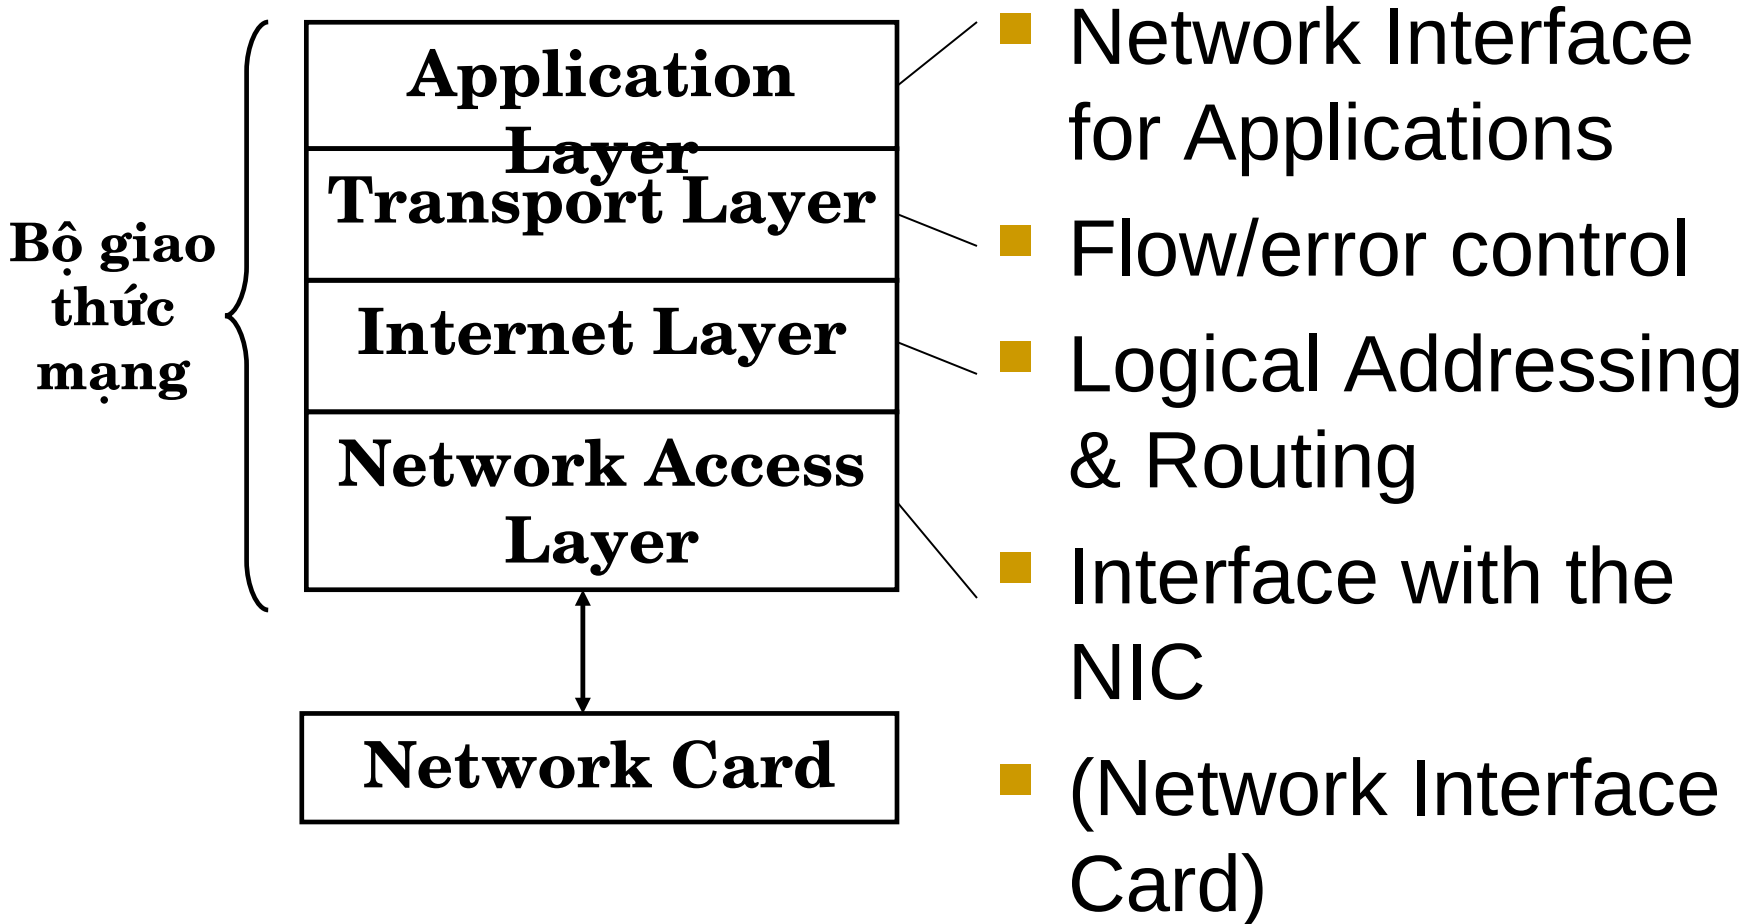 Bộ giao
thức
mạng
Application
Layer
Transport Layer
Internet Layer
Network Access
Layer
Network Card
Network Interface
for Applications
Flow/error control
Logical Addressing
& Routing
Interface with the
NIC
(Network Interface
Card)